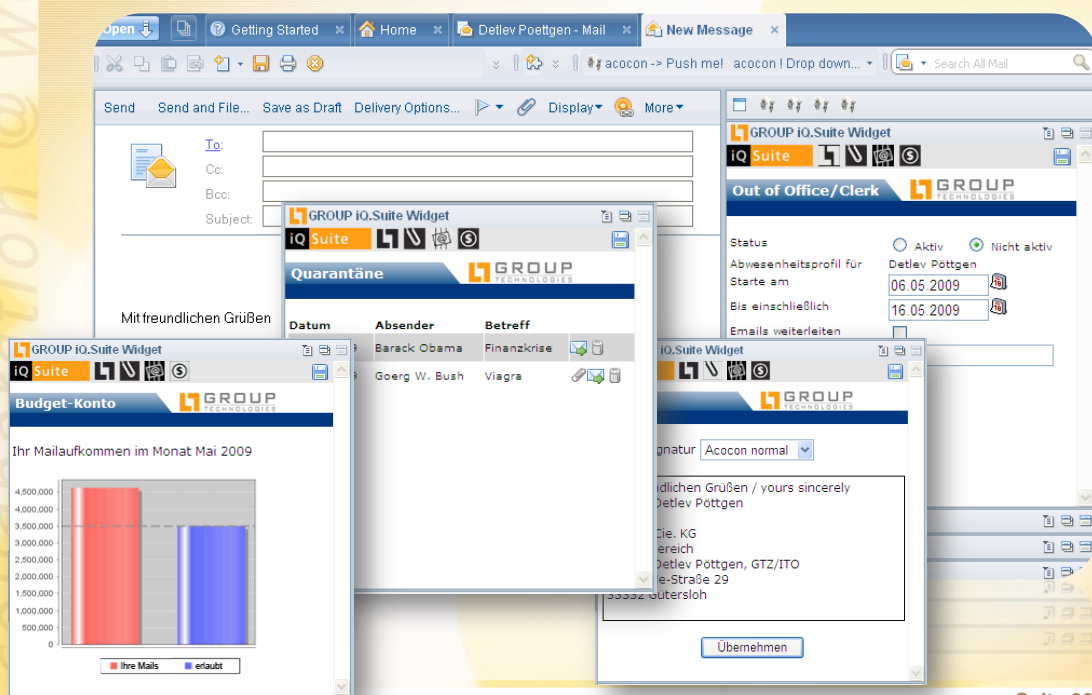 Open
Getting Started
Home
Detlev Poettgen - Mail
New Message
acocon -> Push me! acocon ! Drop down...
Search All Mail
Send Send and File... Save as Draft Delivery Options... Display More
To:
Cc:
Bcc:
Subject:
Mit freundlichen Grüßen
GROUP iQ.Suite Widget
iQ Suite
Out of Office/Clerk
GROUP
TECHNOLOGIES
Status Aktiv Nicht aktiv
Abwesenheitsprofil für Detlev Pöttgen
Starte am 06.05.2009
Bis einschließlich 16.05.2009
Emails weiterleiten
GROUP iQ.Suite Widget
iQ Suite
Quarantäne
GROUP
TECHNOLOGIES
Datum Absender Betreff
Barack Obama Finanzkrise
Goerg W. Bush Viagra
GROUP iQ.Suite Widget
iQ Suite
Budget-Konto
GROUP
TECHNOLOGIES
Ihr Mailaufkommen im Monat Mai 2009
4,500,000
4,000,000
3,500,000
3,000,000
2,500,000
2,000,000
1,500,000
1,000,000
500,000
0
Ihre Mails erlaubt
iQ.Suite Widget
GROUP
TECHNOLOGIES
gnatur Acocon normal
dlichen Grüßen / yours sincerely
Detlev Pöttgen
Cie. KG
ereich
Detlev Pöttgen, GTZ/ITO
e-Straße 29
33332 Gütersloh
Übernehmen